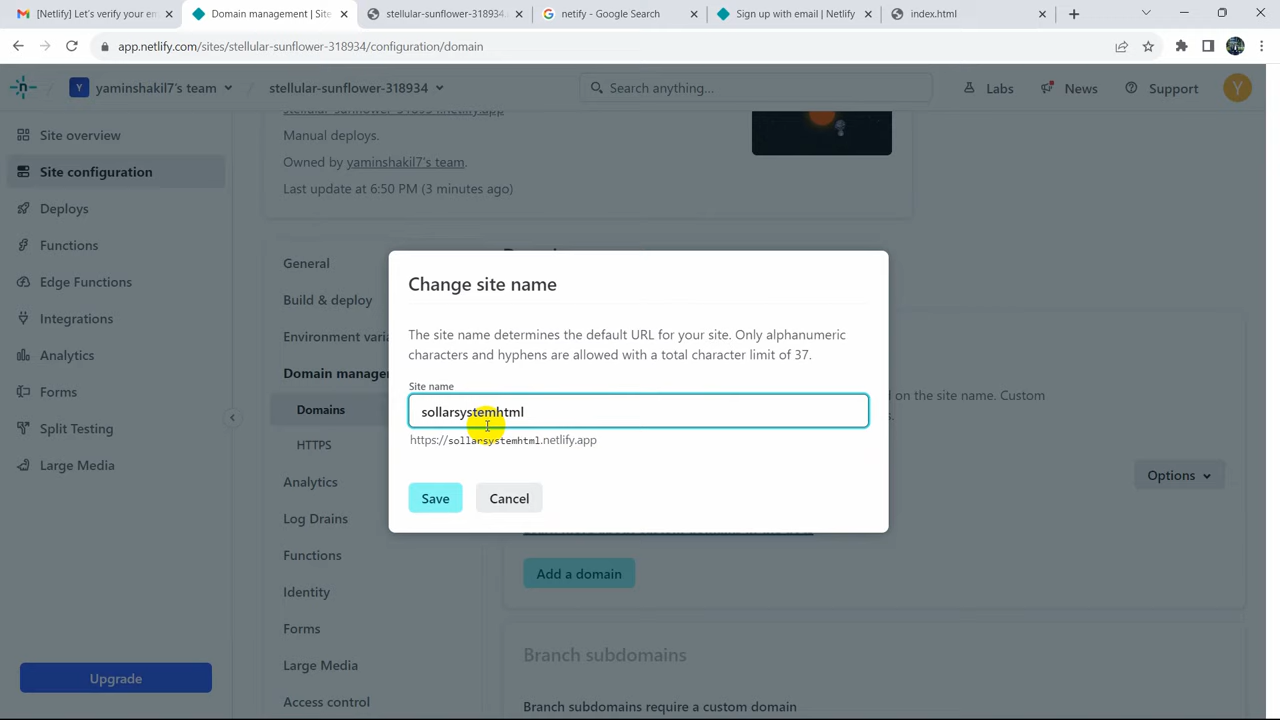 [Netlify] Let's verify your en
Domain management | Site
stellular-sunflower-318934.
netify - Google Search
Sign up with email | Netlify
index.html
app.netlify.com/sites/stellular-sunflower-318934/configuration/domain
Y yaminshakil7's team
stellular-sunflower-318934
Search anything...
Labs
News
Support
Y
Site overview
Site configuration
Deploys
Functions
Edge Functions
Integrations
Analytics
Forms
Split Testing
Large Media
Upgrade
stellular-sunflower-318934.netlify.app
Manual deploys.
Owned by yaminshakil7's team.
Last update at 6:50 PM (3 minutes ago)
General
Build & deploy
Environment varia
Domain manage
Domains
HTTPS
Analytics
Log Drains
Functions
Identity
Forms
Large Media
Access control
Change site name
The site name determines the default URL for your site. Only alphanumeric
characters and hyphens are allowed with a total character limit of 37.
Site name
sollarsystemhtml
https://sollarsystemhtml.netlify.app
Save
Cancel
d on the site name. Custom
Options
Add a domain
Branch subdomains
Branch subdomains require a custom domain